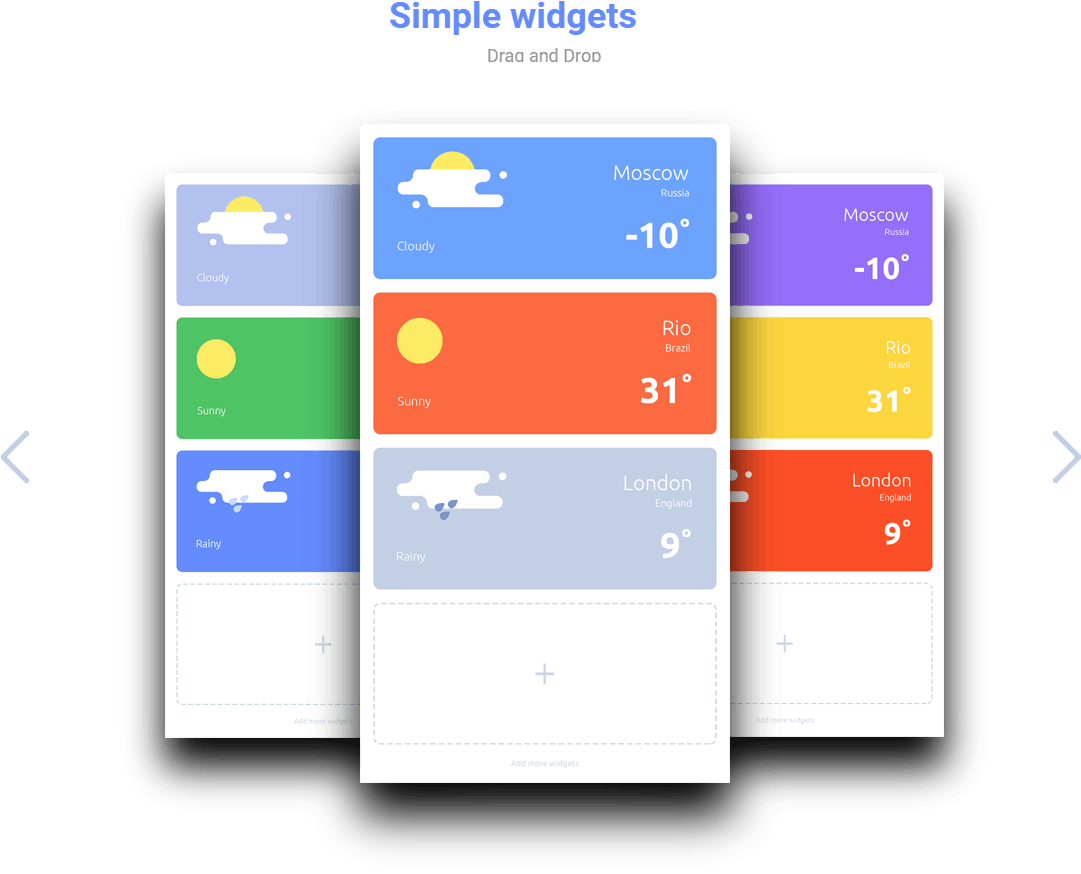 Simple widgets
Drag and Drop
Cloudy
Sunny
Rainy
Add more widgets
Moscow
Russia
-10°
Cloudy
Rio
Brazil
31°
Sunny
London
England
9°
Rainy
Add more widgets
Moscow
Russia
-10°
Rio
Brazil
31°
London
England
9°
Add more widgets